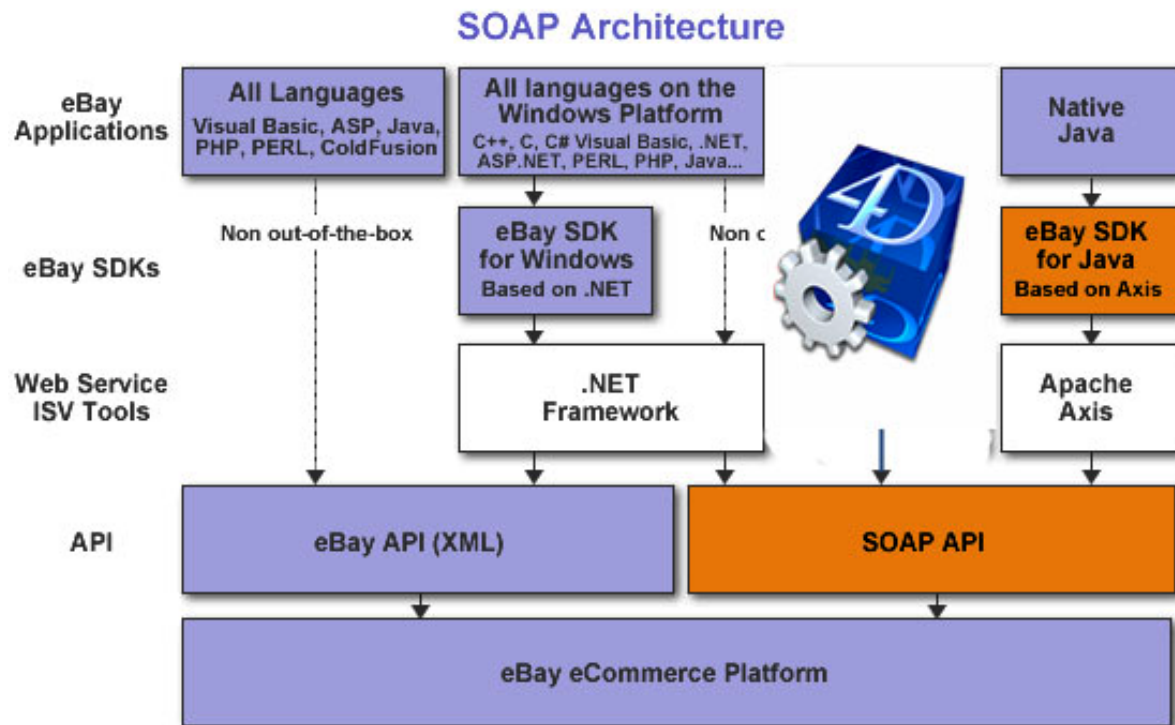 SOAP Architecture
eBay
Applications
All Languages
Visual Basic, ASP, Java,
PHP, PERL, ColdFusion
All languages on the
Windows Platform
C++, C, C# Visual Basic, .NET,
ASP.NET, PERL, PHP, Java...
Native
Java
Non out-of-the-box
Non
4D
eBay SDKs
eBay SDK
for Windows
Based on .NET
eBay SDK
for Java
Based on Axis
Web Service
ISV Tools
.NET
Framework
Apache
Axis
API
eBay API (XML)
SOAP API
eBay eCommerce Platform